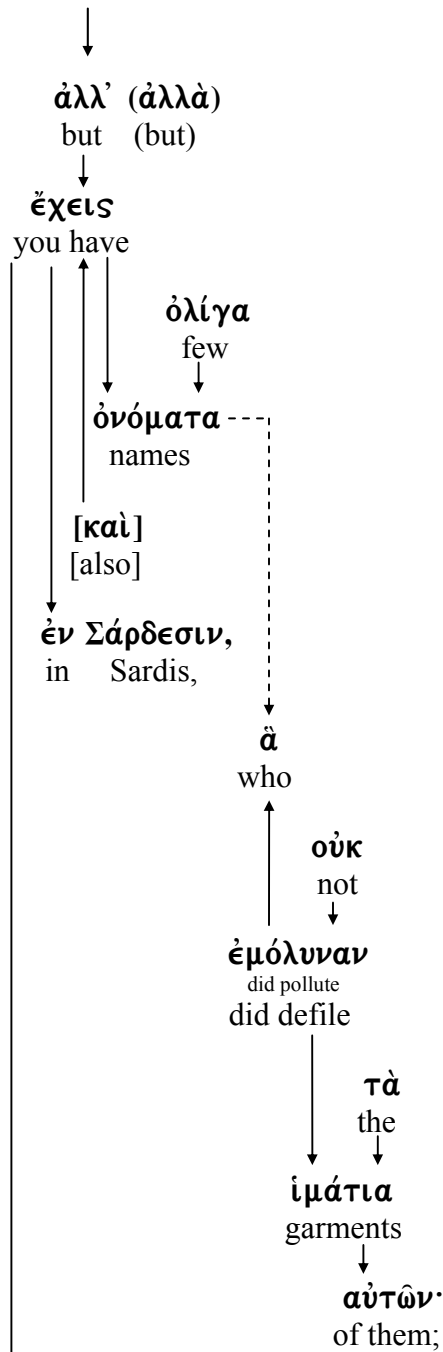 ἀλλ’ (ἀλλὰ)
but (but)
ἔχεις
you have
ὀλίγα
few
ὀνόματα
names
[καὶ]
[also]
ἐν Σάρδεσιν,
in Sardis,
ἃ
who
οὐκ
not
ἐμόλυναν
did pollute
did defile
τὰ
the
ἱμάτια
garments
αὐτῶν·
of them;